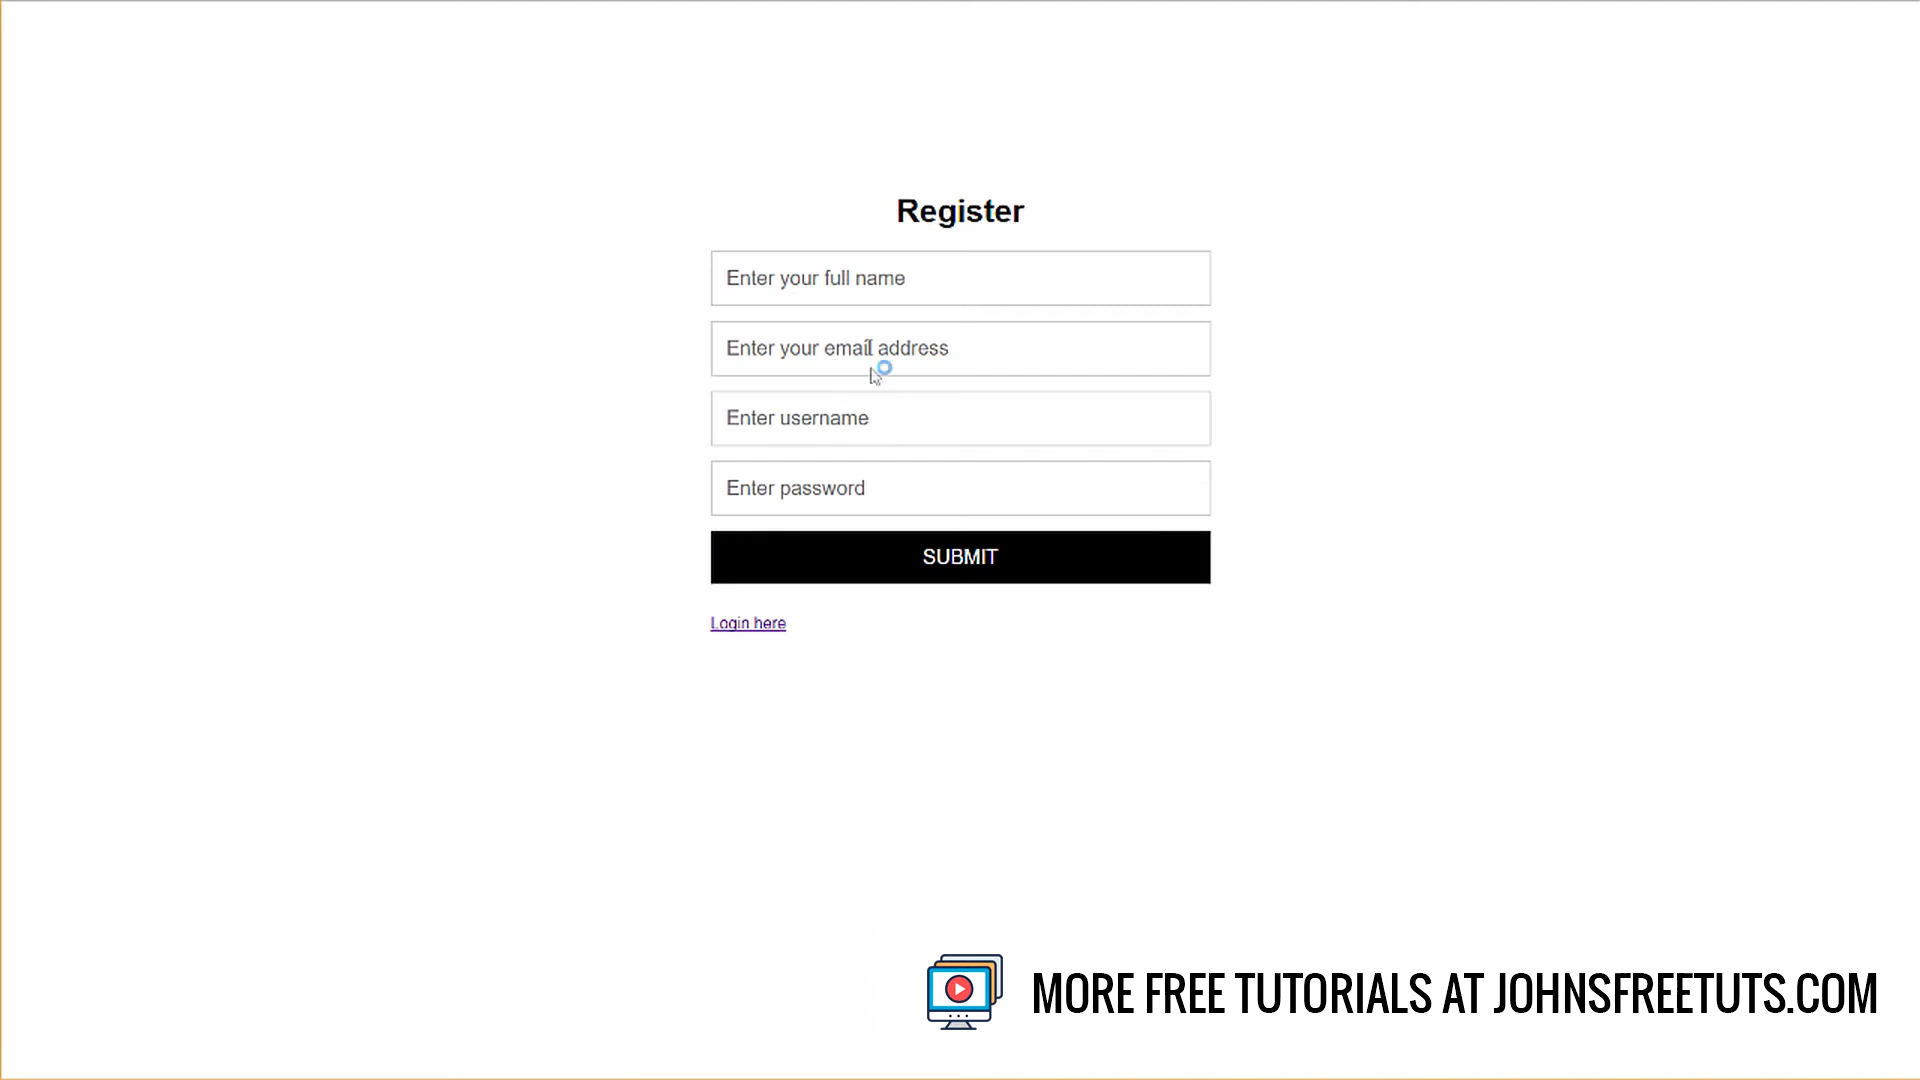 Register
Enter your full name
Enter your email address
Enter username
Enter password
SUBMIT
Login here
MORE FREE TUTORIALS AT JOHNSFREETUTS.COM